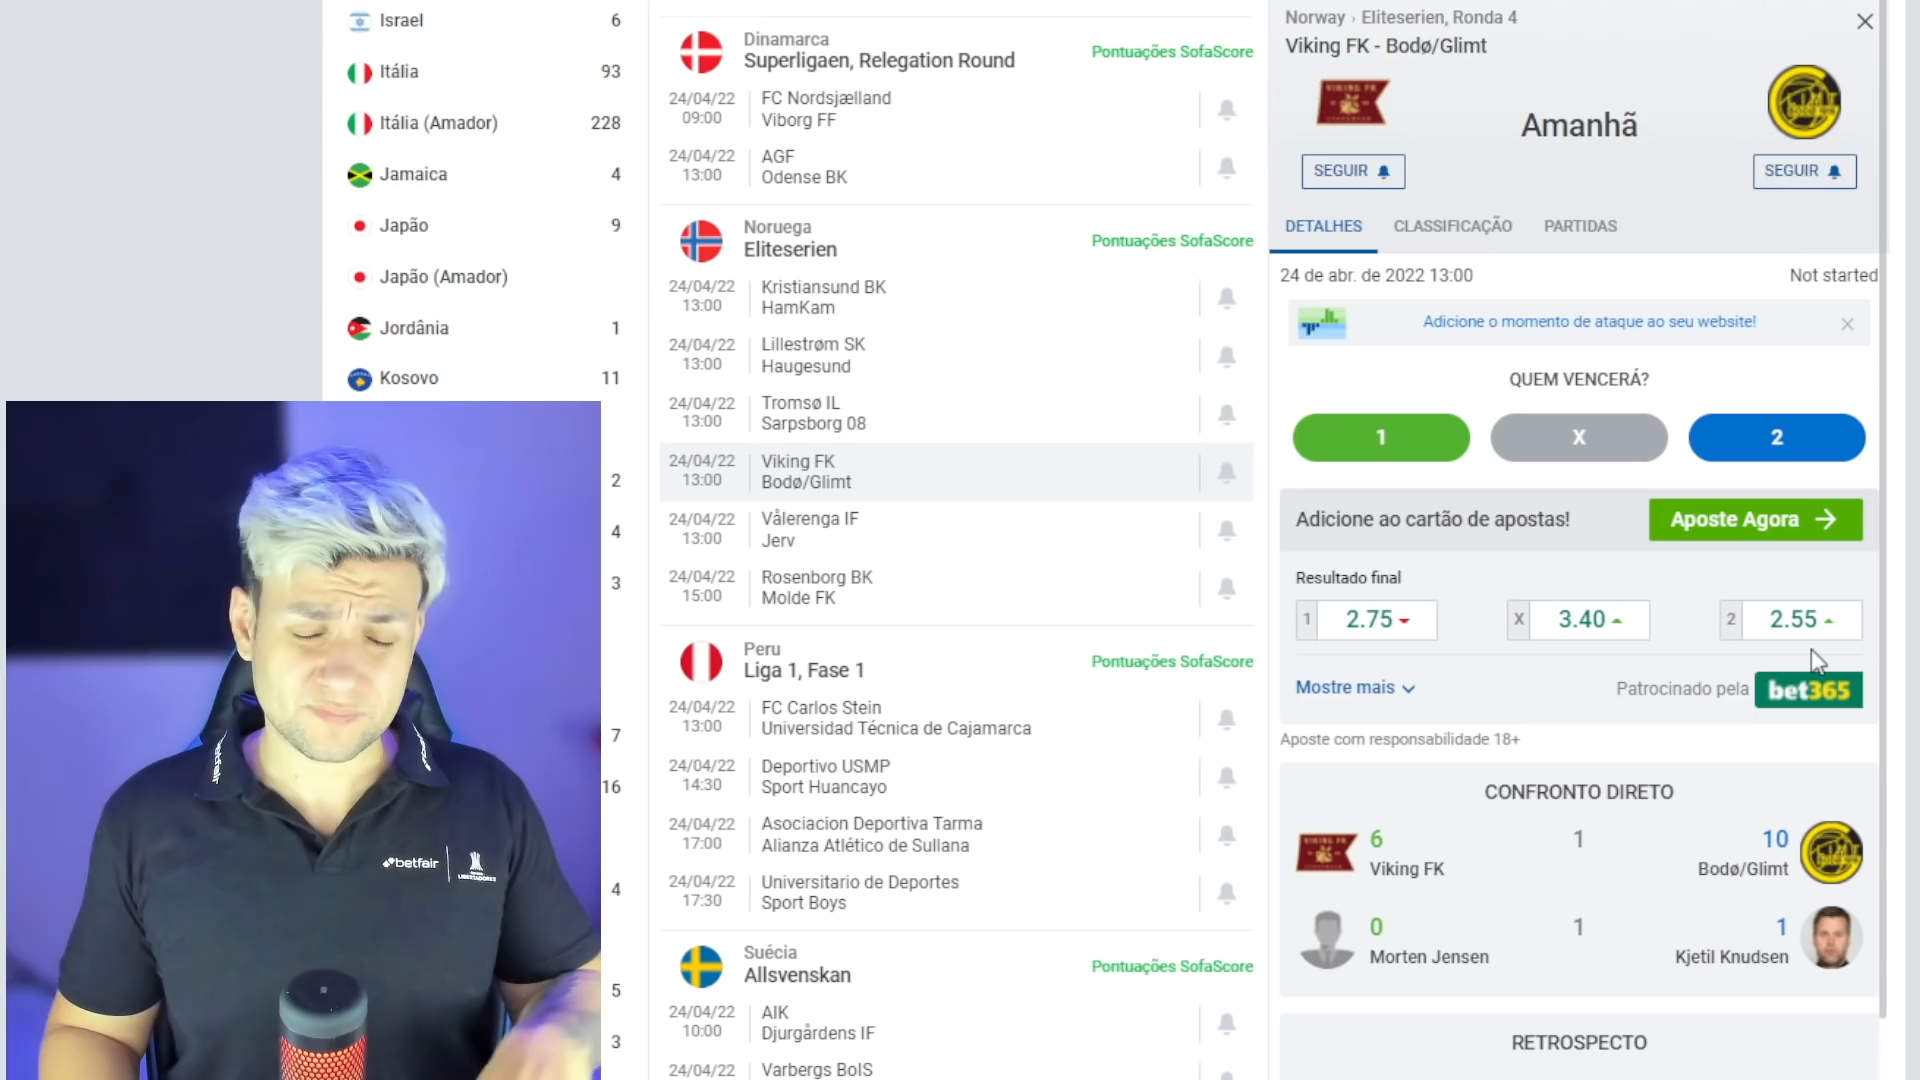 Israel 6
Itália 93
Itália (Amador) 228
Jamaica 4
Japão 9
Japão (Amador)
Jordânia 1
Kosovo 11
2
4
3
7
16
4
5
3
betfair
LIBERTADORES
Dinamarca
Superligaen, Relegation Round
Pontuações SofaScore
24/04/22 FC Nordsjælland
09:00 Viborg FF
24/04/22 AGF
13:00 Odense BK
Noruega
Eliteserien
Pontuações SofaScore
24/04/22 Kristiansund BK
13:00 HamKam
24/04/22 Lillestrøm SK
13:00 Haugesund
24/04/22 Tromsø IL
13:00 Sarpsborg 08
24/04/22 Viking FK
13:00 Bodø/Glimt
24/04/22 Vålerenga IF
13:00 Jerv
24/04/22 Rosenborg BK
15:00 Molde FK
Peru
Liga 1, Fase 1
Pontuações SofaScore
24/04/22 FC Carlos Stein
13:00 Universidad Técnica de Cajamarca
24/04/22 Deportivo USMP
14:30 Sport Huancayo
24/04/22 Asociacion Deportiva Tarma
17:00 Alianza Atlético de Sullana
24/04/22 Universitario de Deportes
17:30 Sport Boys
Suécia
Allsvenskan
Pontuações SofaScore
24/04/22 AIK
10:00 Djurgårdens IF
24/04/22 Varbergs BoIS
Norway › Eliteserien, Ronda 4
Viking FK - Bodø/Glimt
Amanhã
SEGUIR SEGUIR
DETALHES CLASSIFICAÇÃO PARTIDAS
24 de abr. de 2022 13:00 Not started
Adicione o momento de ataque ao seu website!
QUEM VENCERÁ?
1 X 2
Adicione ao cartão de apostas! Aposte Agora
Resultado final
1 2.75 X 3.40 2 2.55
Mostre mais Patrocinado pela bet365
Aposte com responsabilidade 18+
CONFRONTO DIRETO
6 1 10
Viking FK Bodø/Glimt
0 1 1
Morten Jensen Kjetil Knudsen
RETROSPECTO